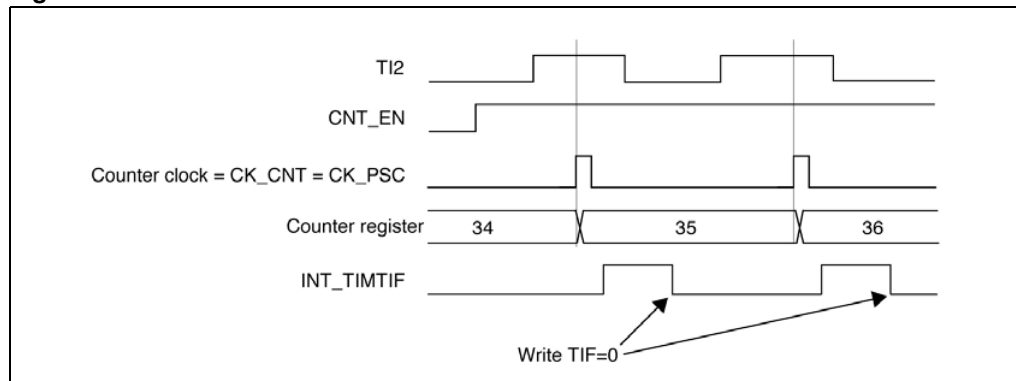 TI2
CNT_EN
Counter clock = CK_CNT = CK_PSC
Counter register 34 35 36
INT_TIMTIF
Write TIF=0